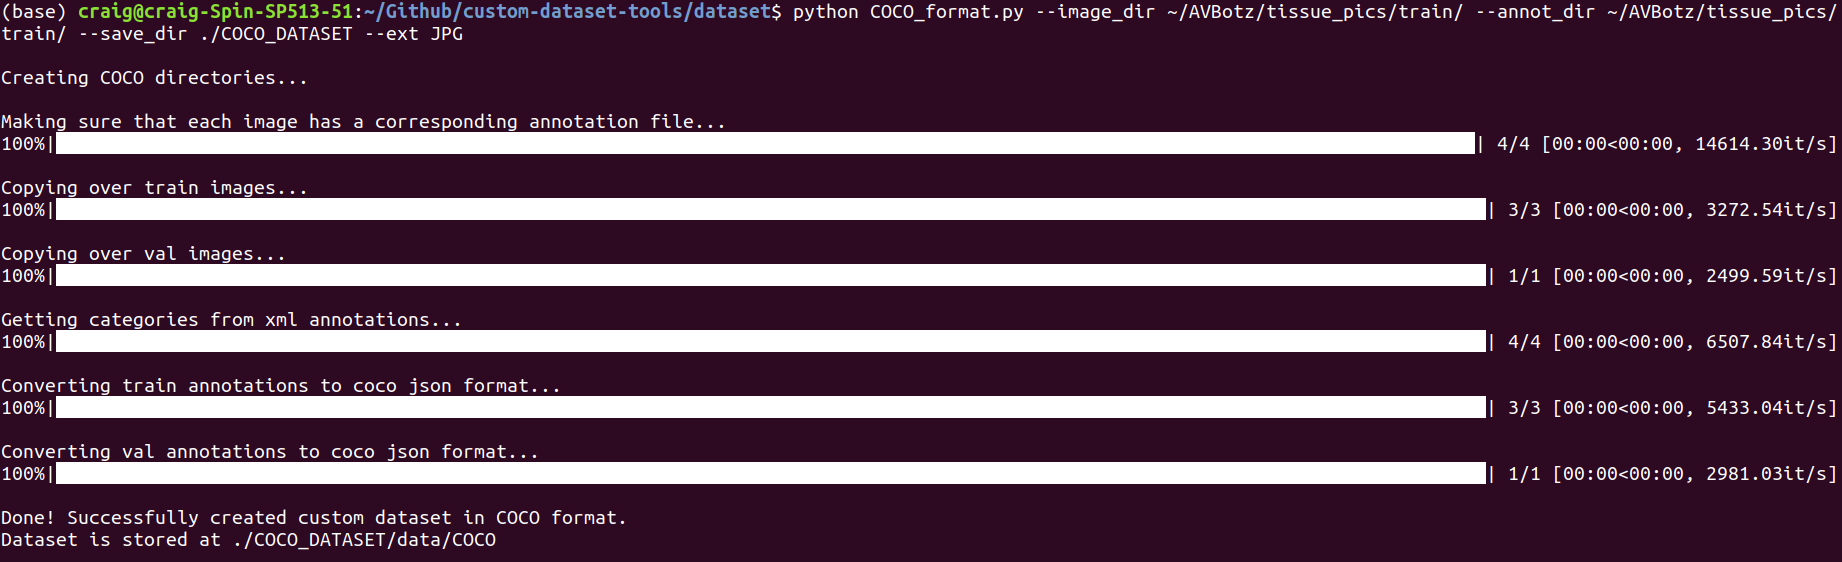 (base) craig@craig-Spin-SP513-51:~/Github/custom-dataset-tools/dataset$ python COCO_format.py --image_dir ~/AVBotz/tissue_pics/train/ --annot_dir ~/AVBotz/tissue_pics/
train/ --save_dir ./COCO_DATASET --ext JPG
Creating COCO directories...
Making sure that each image has a corresponding annotation file...
100%| | 4/4 [00:00<00:00, 14614.30it/s]
Copying over train images...
100%| | 3/3 [00:00<00:00, 3272.54it/s]
Copying over val images...
100%| | 1/1 [00:00<00:00, 2499.59it/s]
Getting categories from xml annotations...
100%| | 4/4 [00:00<00:00, 6507.84it/s]
Converting train annotations to coco json format...
100%| | 3/3 [00:00<00:00, 5433.04it/s]
Converting val annotations to coco json format...
100%| | 1/1 [00:00<00:00, 2981.03it/s]
Done! Successfully created custom dataset in COCO format.
Dataset is stored at ./COCO_DATASET/data/COCO